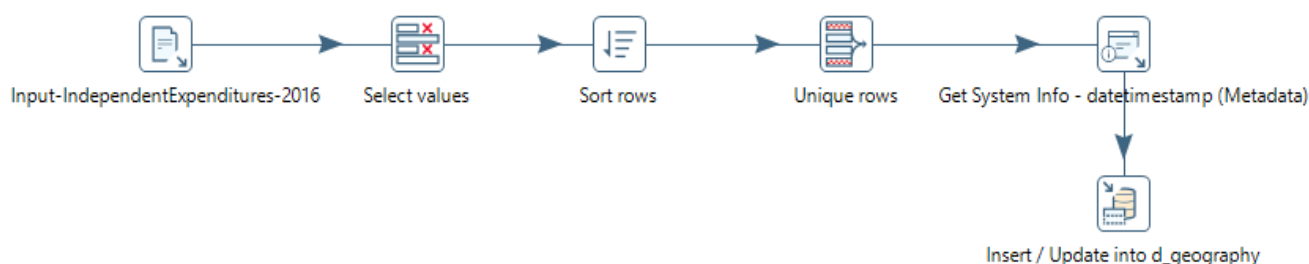 Input-IndependentExpenditures-2016
Select values
Sort rows
Unique rows
Get System Info - datetimestamp (Metadata)
Insert / Update into d_geography